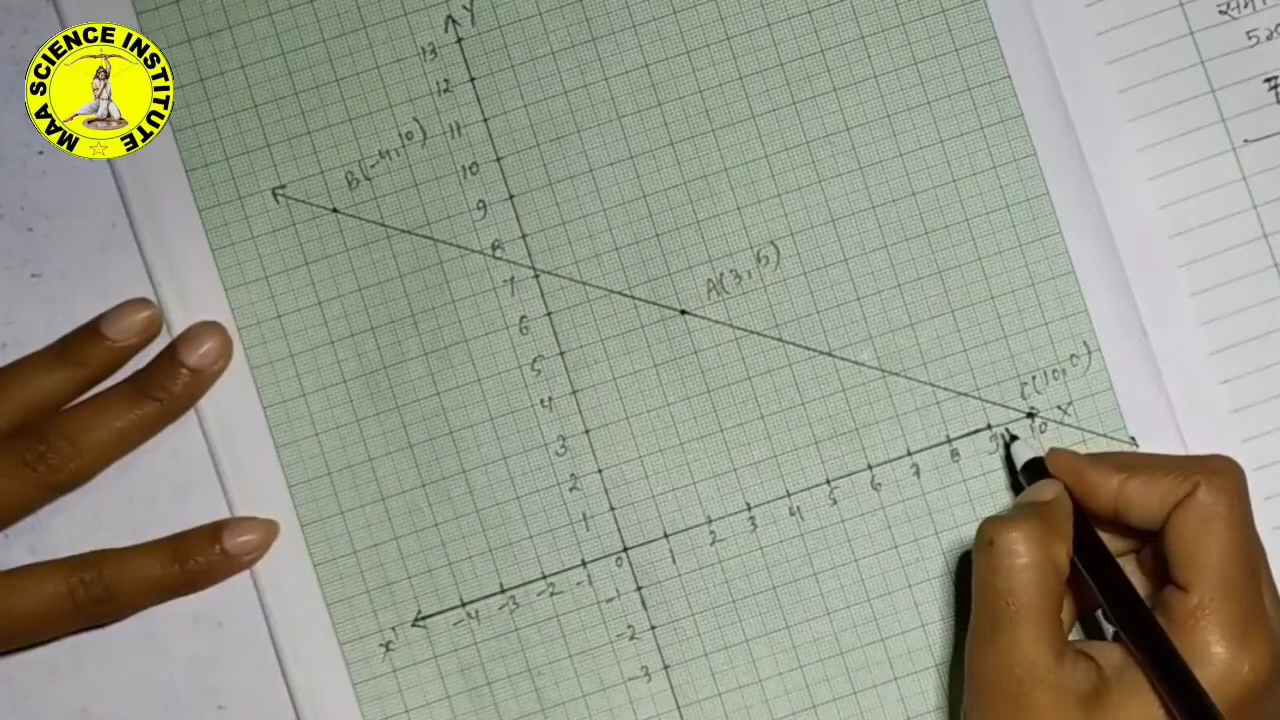 MAA SCIENCE INSTITUTE
Y
13
12
11
10
9
8
7
6
5
4
3
2
1
0
-1
-2
-3
B(-4,10)
A(3,5)
C(10,0)
X
X'
-4 -3 -2 -1
1 2 3 4 5 6 7 8 9 10